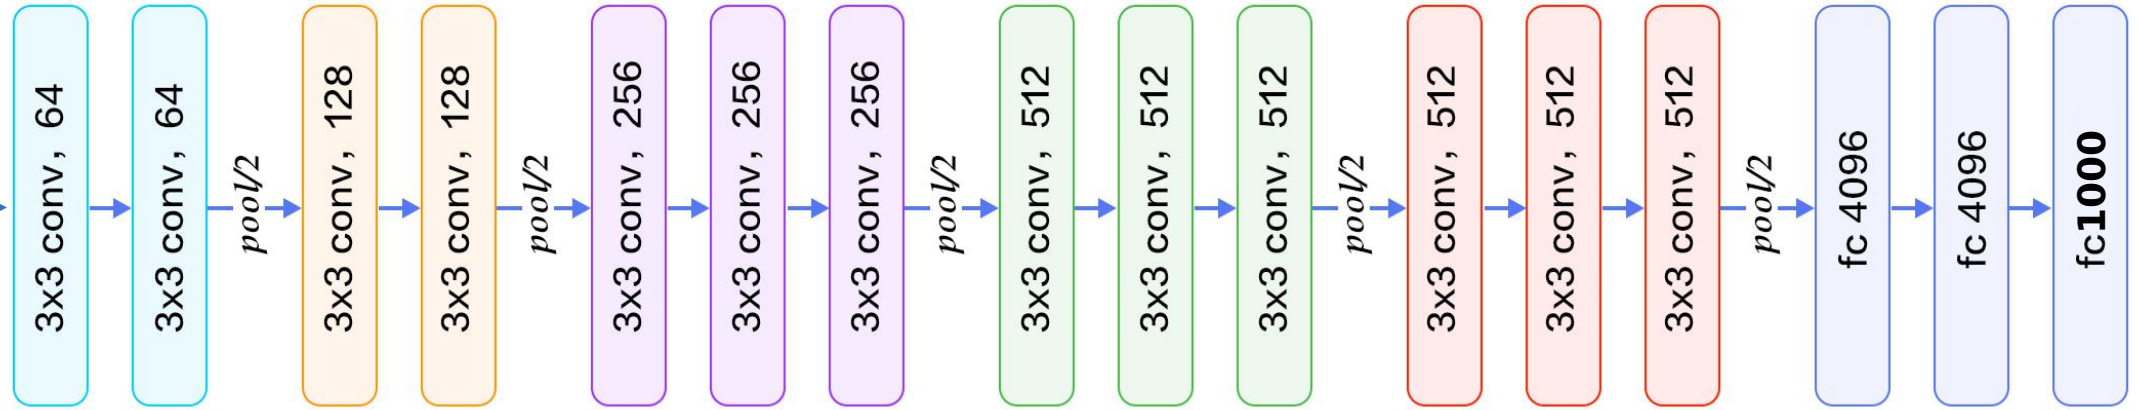 3x3 conv, 64
3x3 conv, 64
pool/2
3x3 conv, 128
3x3 conv, 128
pool/2
3x3 conv, 256
3x3 conv, 256
3x3 conv, 256
pool/2
3x3 conv, 512
3x3 conv, 512
3x3 conv, 512
pool/2
3x3 conv, 512
3x3 conv, 512
3x3 conv, 512
pool/2
fc 4096
fc 4096
fc1000